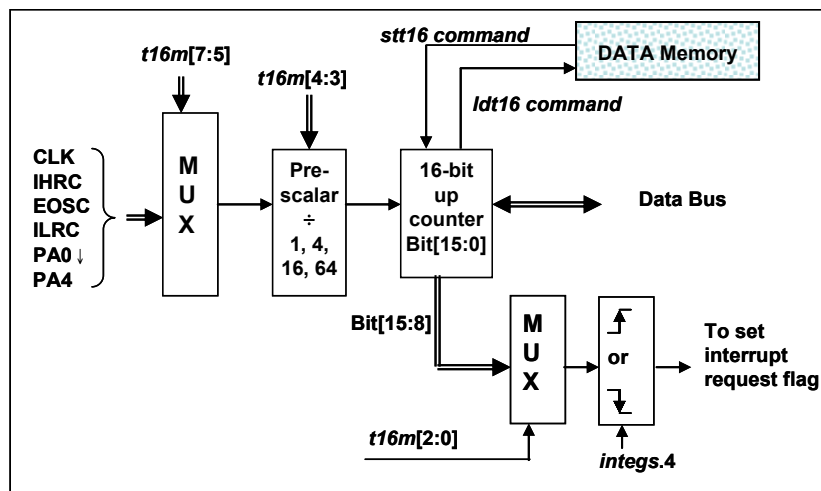 stt16 command
DATA Memory
t16m[7:5]
t16m[4:3]
ldt16 command
CLK
IHRC
EOSC
ILRC
PA0 ↓
PA4
M
U
X
Pre-
scalar
÷
1, 4,
16, 64
16-bit
up
counter
Bit[15:0]
Data Bus
Bit[15:8]
M
U
X
or
To set
interrupt
request flag
t16m[2:0]
integs.4